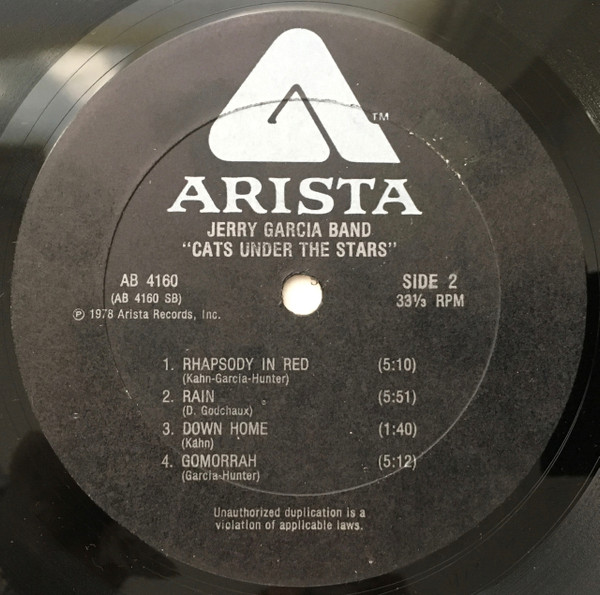 TM
ARISTA
JERRY GARCIA BAND
"CATS UNDER THE STARS"
AB 4160
(AB 4160 SB)
℗ 1978 Arista Records, Inc.
SIDE 2
33⅓ RPM
1. RHAPSODY IN RED (5:10)
(Kahn-Garcia-Hunter)
2. RAIN (5:51)
(D. Godchaux)
3. DOWN HOME (1:40)
(Kahn)
4. GOMORRAH (5:12)
(Garcia-Hunter)
Unauthorized duplication is a
violation of applicable laws.